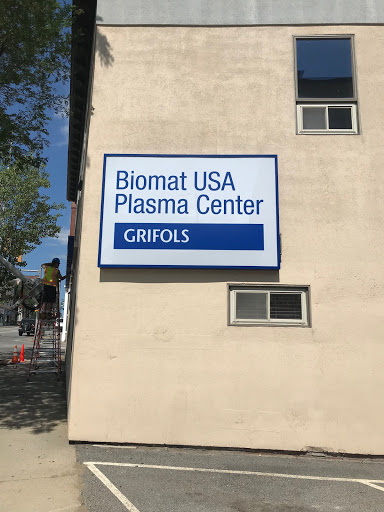 Biomat USA
Plasma Center
GRIFOLS